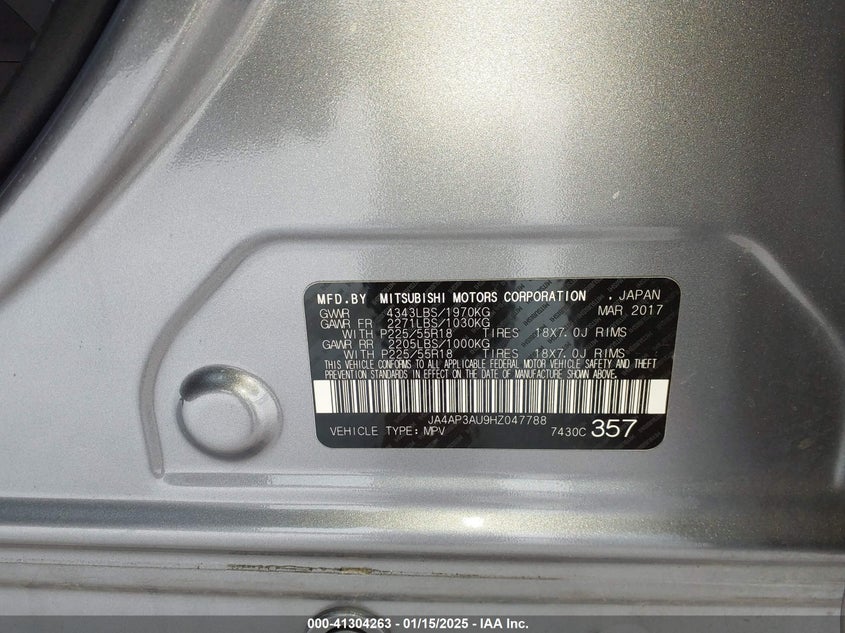 MFD.BY MITSUBISHI MOTORS CORPORATION , JAPAN
GVWR 4343LBS/1970KG MAR 2017
GAWR FR 2271LBS/1030KG
WITH P225/55R18 TIRES 18X7.0J RIMS
GAWR RR 2205LBS/1000KG
WITH P225/55R18 TIRES 18X7.0J RIMS
THIS VEHICLE CONFORMS TO ALL APPLICABLE FEDERAL MOTOR VEHICLE SAFETY AND THEFT
PREVENTION STANDARDS IN EFFECT ON THE DATE OF MANUFACTURE SHOWN ABOVE.
JA4AP3AU9HZ047788
VEHICLE TYPE: MPV 7430C 357
000-41304263 - 01/15/2025 - © IAA Inc.